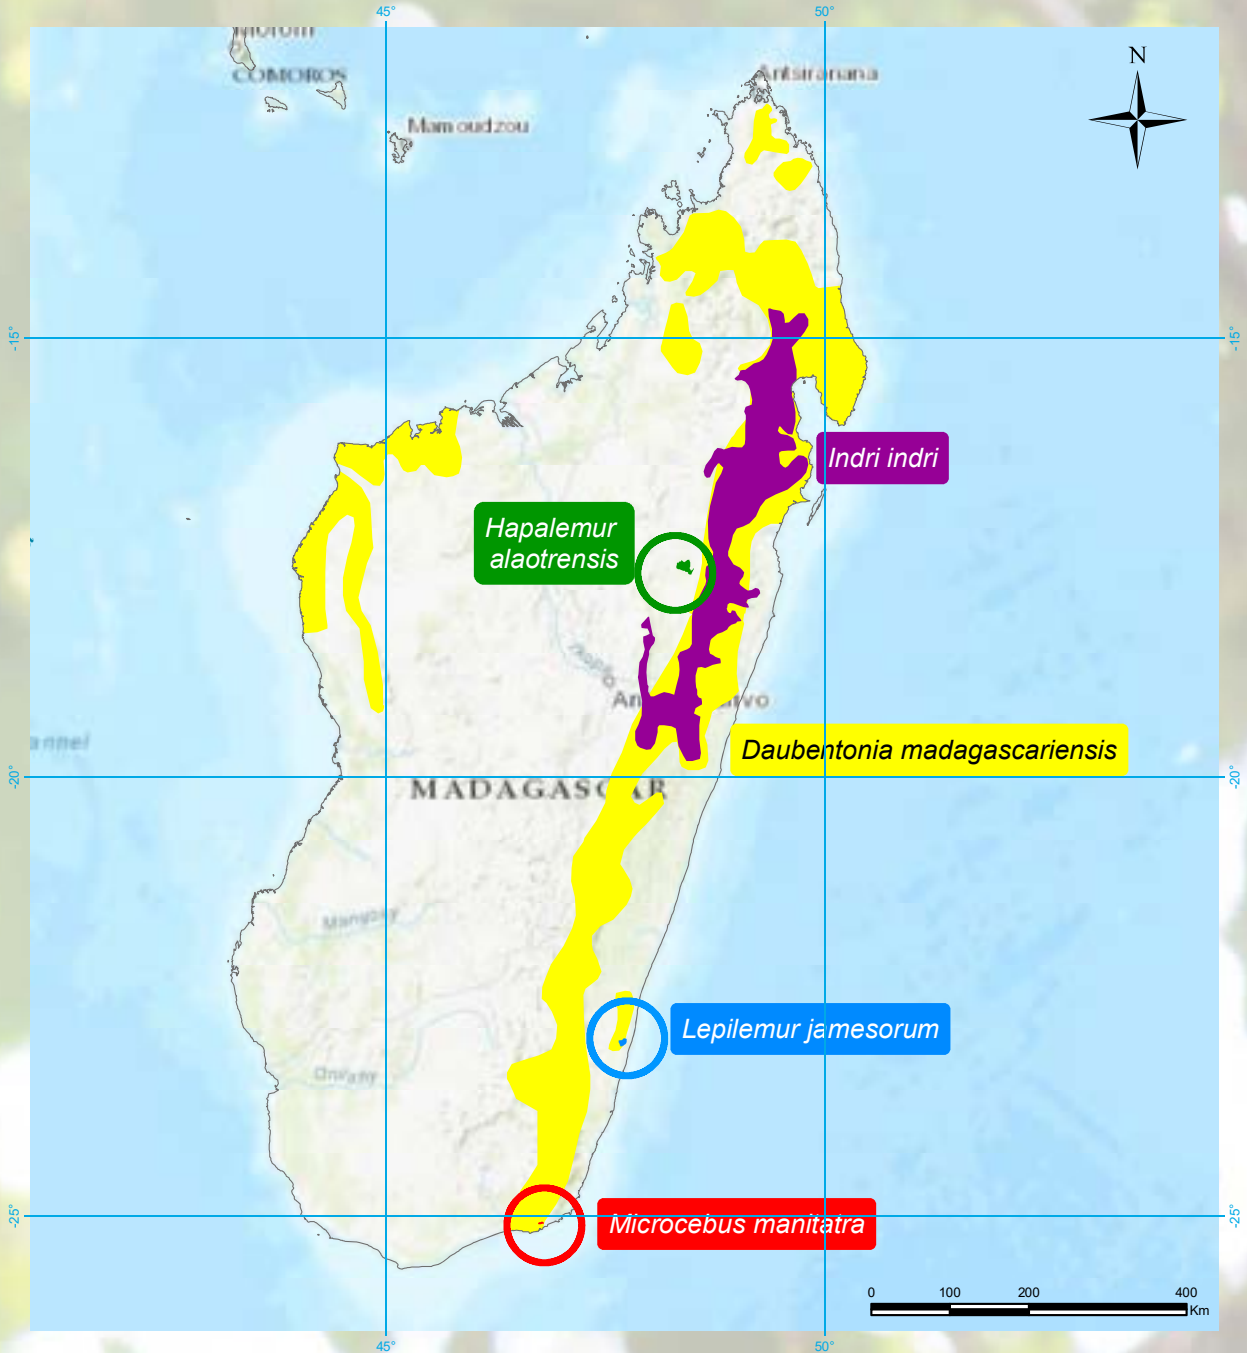 45° 50°
N
COMOROS
Antsiranana
Mamoudzou
-15° -15°
Indri indri
Hapalemur
alaotrensis
Daubentonia madagascariensis
-20° -20°
MADAGASCAR
Lepilemur jamesorum
-25° -25°
Microcebus manitatra
0 100 200 400
Km
45° 50°